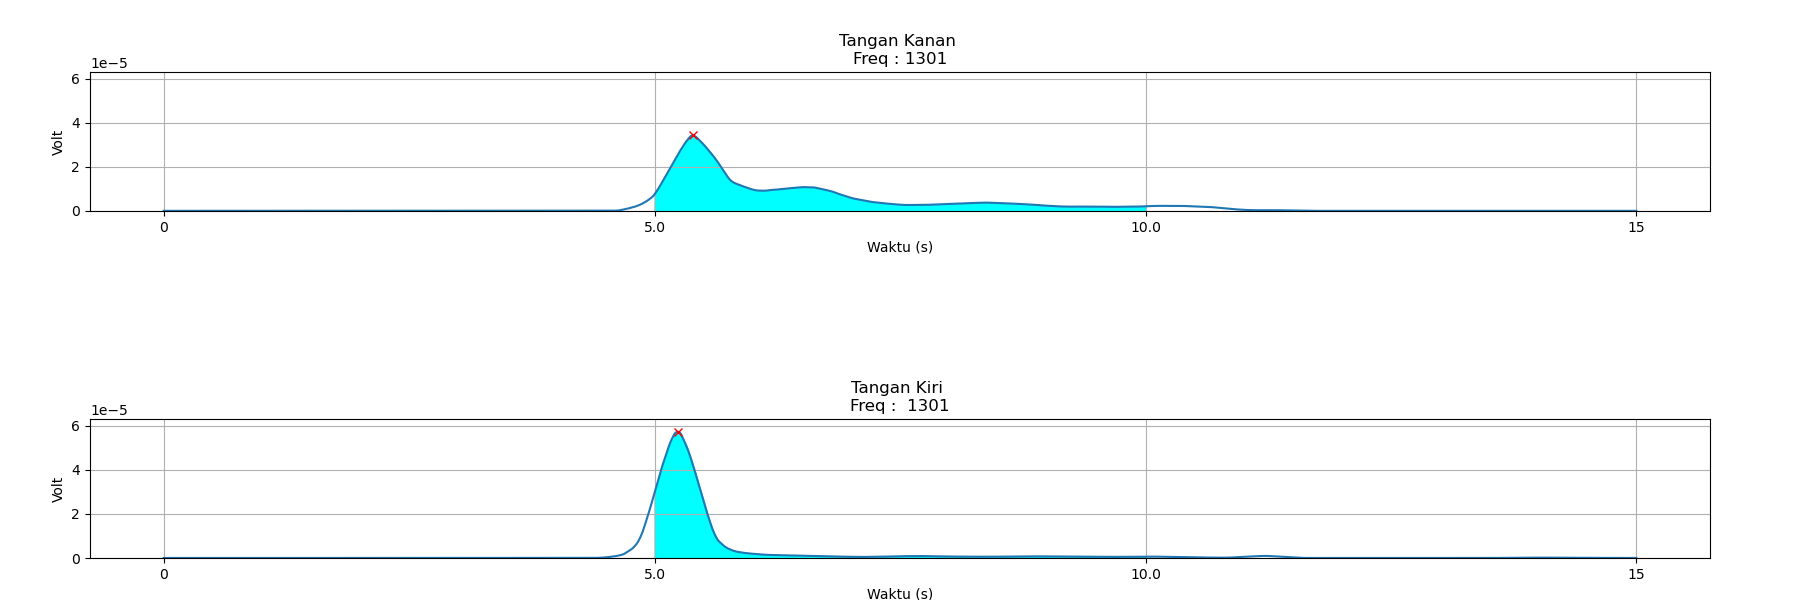 Tangan Kanan
Freq : 1301
1e−5
6
4
2
0
Volt
0 5.0 10.0 15
Waktu (s)
Tangan Kiri
Freq :  1301
1e−5
6
4
2
0
Volt
0 5.0 10.0 15
Waktu (s)